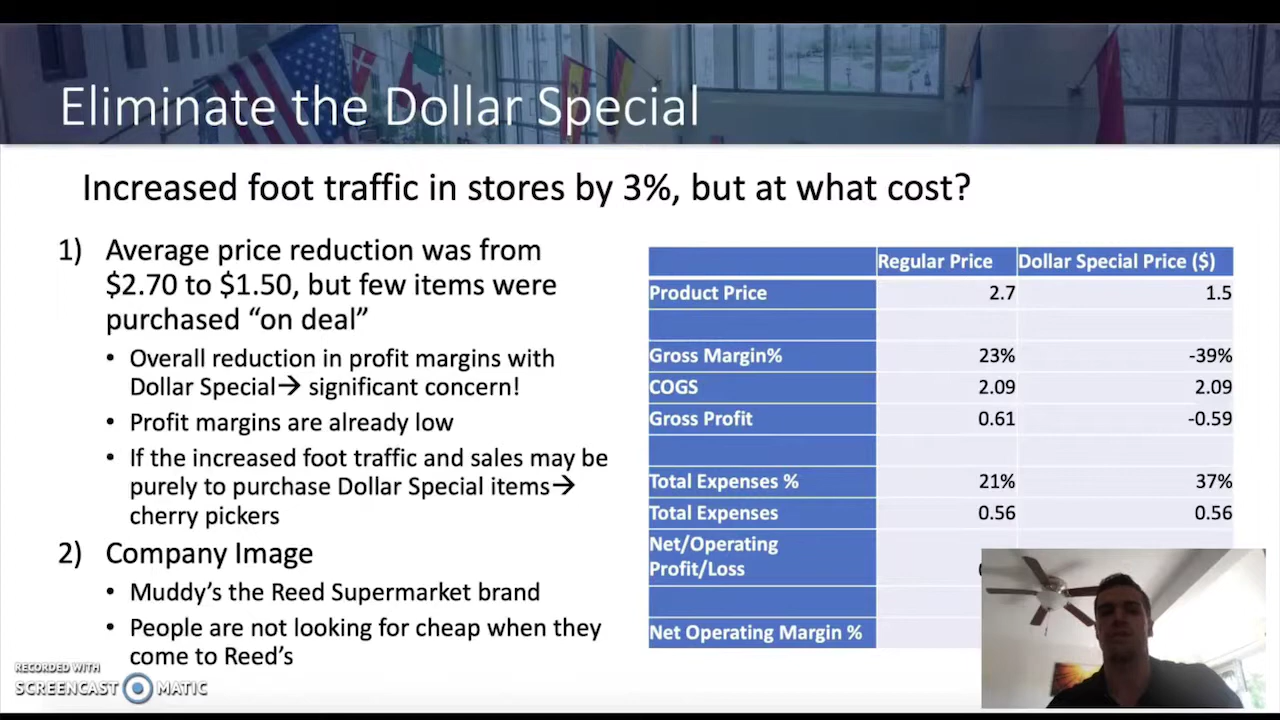 Eliminate the Dollar Special
Increased foot traffic in stores by 3%, but at what cost?
1) Average price reduction was from
$2.70 to $1.50, but few items were
purchased “on deal”
• Overall reduction in profit margins with
Dollar Special→ significant concern!
• Profit margins are already low
• If the increased foot traffic and sales may be
purely to purchase Dollar Special items→
cherry pickers
2) Company Image
• Muddy’s the Reed Supermarket brand
• People are not looking for cheap when they
come to Reed’s
Regular Price Dollar Special Price ($)
Product Price 2.7 1.5
Gross Margin% 23% -39%
COGS 2.09 2.09
Gross Profit 0.61 -0.59
Total Expenses % 21% 37%
Total Expenses 0.56 0.56
Net/Operating
Profit/Loss
Net Operating Margin %
RECORDED WITH
SCREENCAST MATIC